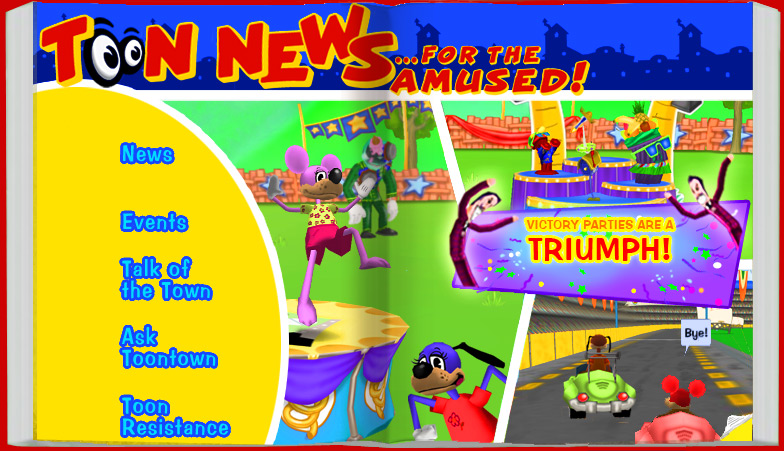 TOON NEWS
...FOR THE
AMUSED!
News
Events
Talk of
the Town
Ask
Toontown
Toon
Resistance
VICTORY PARTIES ARE A
TRIUMPH!
Bye!